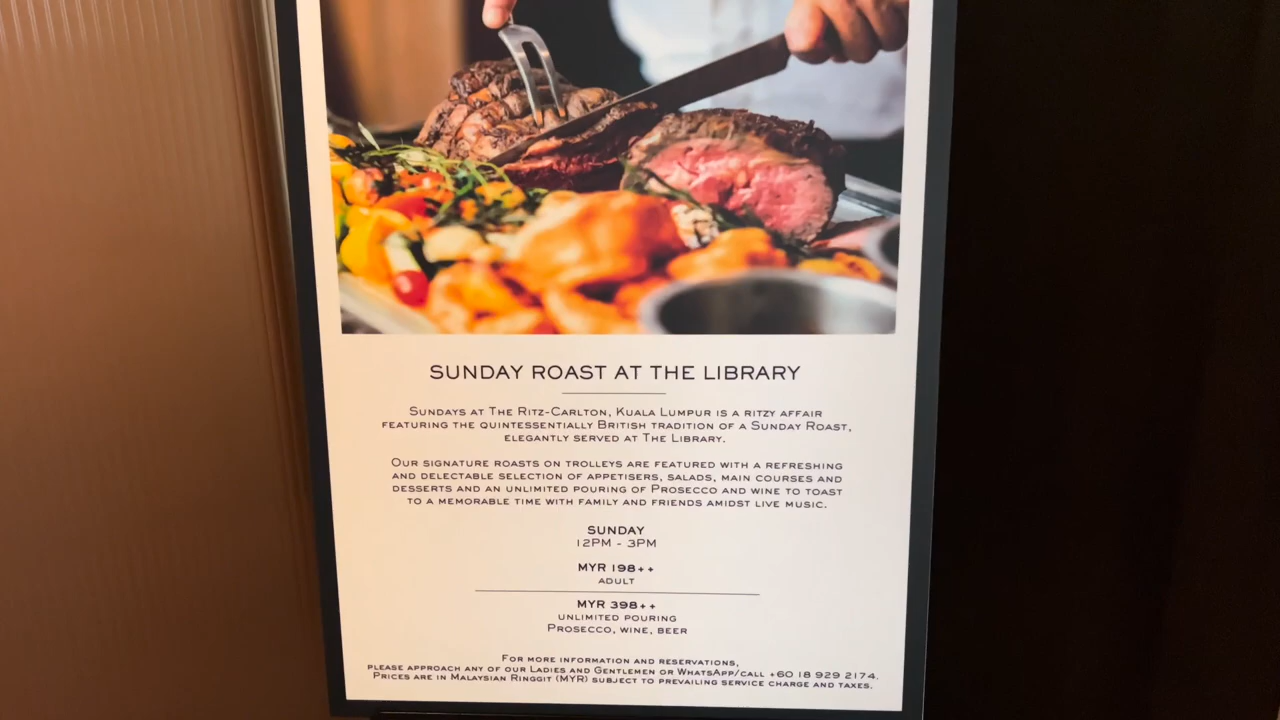 SUNDAY ROAST AT THE LIBRARY
SUNDAYS AT THE RITZ-CARLTON, KUALA LUMPUR IS A RITZY AFFAIR
FEATURING THE QUINTESSENTIALLY BRITISH TRADITION OF A SUNDAY ROAST,
ELEGANTLY SERVED AT THE LIBRARY.
OUR SIGNATURE ROASTS ON TROLLEYS ARE FEATURED WITH A REFRESHING
AND DELECTABLE SELECTION OF APPETISERS, SALADS, MAIN COURSES AND
DESSERTS AND AN UNLIMITED POURING OF PROSECCO AND WINE TO TOAST
TO A MEMORABLE TIME WITH FAMILY AND FRIENDS AMIDST LIVE MUSIC.
SUNDAY
12PM - 3PM
MYR 198++
ADULT
MYR 398++
UNLIMITED POURING
PROSECCO, WINE, BEER
FOR MORE INFORMATION AND RESERVATIONS,
PLEASE APPROACH ANY OF OUR LADIES AND GENTLEMEN OR WHATSAPP/CALL +60 18 929 2174.
PRICES ARE IN MALAYSIAN RINGGIT (MYR) SUBJECT TO PREVAILING SERVICE CHARGE AND TAXES.